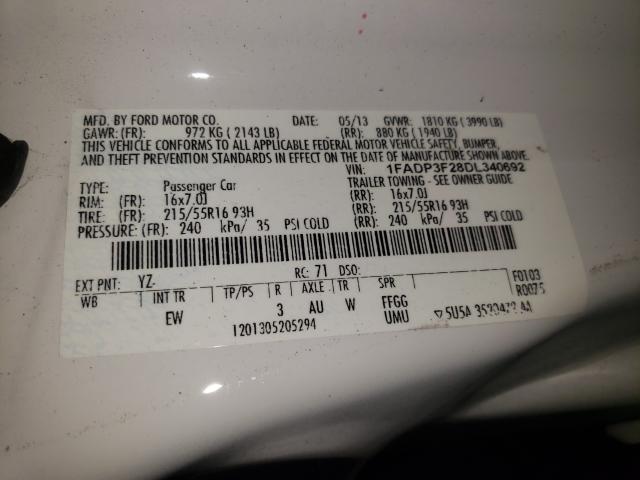 MFD. BY FORD MOTOR CO. DATE: 05/13 GVWR: 1810 KG ( 3990 LB)
GAWR: (FR): 972 KG ( 2143 LB) (RR): 880 KG ( 1940 LB)
THIS VEHICLE CONFORMS TO ALL APPLICABLE FEDERAL MOTOR VEHICLE SAFETY, BUMPER,
AND THEFT PREVENTION STANDARDS IN EFFECT ON THE DATE OF MANUFACTURE SHOWN ABOVE.
VIN: 1FADP3F28DL340692
TYPE: Passenger Car TRAILER TOWING - SEE OWNER GUIDE
RIM: (FR): 16x7.0J (RR): 16x7.0J
TIRE: (FR): 215/55R16 93H (RR): 215/55R16 93H
PRESSURE: (FR): 240 kPa/ 35 PSI COLD (RR): 240 kPa/ 35 PSI COLD
EXT PNT: YZ RC: 71 DSO: F0103
WB INT TR TP/PS R AXLE TR SPR R0075
EW 3 AU W FFGG
1201305205294 UMU ▽ 5U5A